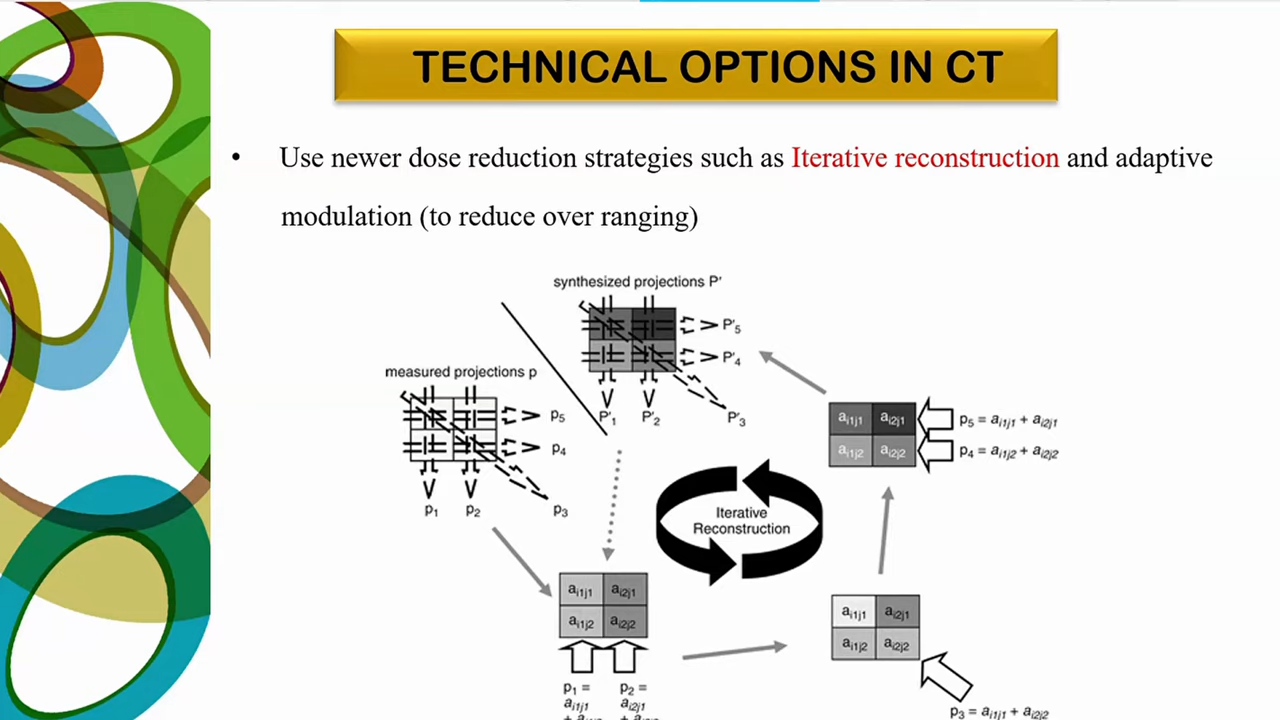 TECHNICAL OPTIONS IN CT
• Use newer dose reduction strategies such as Iterative reconstruction and adaptive
modulation (to reduce over ranging)
synthesized projections P'
P'5
P'4
P'1 P'2 P'3
measured projections p
p5
p4
p1 p2 p3
ai1j1 ai2j1
ai1j2 ai2j2
p5 = ai1j1 + ai2j1
p4 = ai1j2 + ai2j2
Iterative
Reconstruction
ai1j1 ai2j1
ai1j2 ai2j2
p1 = p2 =
ai1j1 ai2j1
ai1j1 ai2j1
ai1j2 ai2j2
p3 = ai1j1 + ai2j2